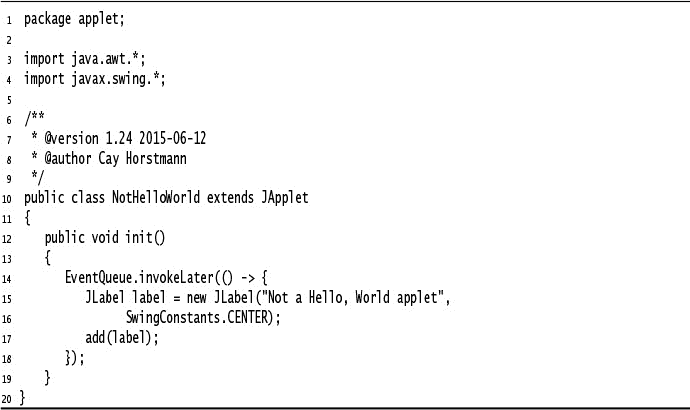 1 package applet;
2
3 import java.awt.*;
4 import javax.swing.*;
5
6 /**
7  * @version 1.24 2015-06-12
8  * @author Cay Horstmann
9  */
10 public class NotHelloWorld extends JApplet
11 {
12    public void init()
13    {
14       EventQueue.invokeLater(() -> {
15          JLabel label = new JLabel("Not a Hello, World applet",
16                SwingConstants.CENTER);
17          add(label);
18       });
19    }
20 }